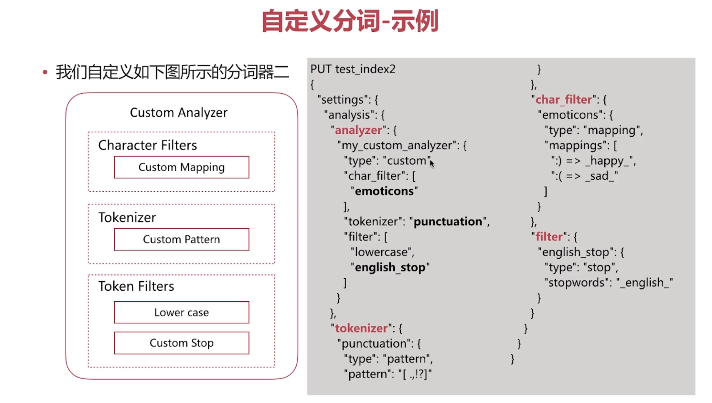 自定义分词-示例
• 我们自定义如下图所示的分词器二
Custom Analyzer
Character Filters
Custom Mapping
Tokenizer
Custom Pattern
Token Filters
Lower case
Custom Stop
PUT test_index2
{
"settings": {
"analysis": {
"analyzer": {
"my_custom_analyzer": {
"type": "custom",
"char_filter": [
"emoticons"
],
"tokenizer": "punctuation",
"filter": [
"lowercase",
"english_stop"
]
}
},
"tokenizer": {
"punctuation": {
"type": "pattern",
"pattern": "[ .,!?]"
}
},
"char_filter": {
"emoticons": {
"type": "mapping",
"mappings": [
":) => _happy_",
":( => _sad_"
]
}
},
"filter": {
"english_stop": {
"type": "stop",
"stopwords": "_english_"
}
}
}
}
}